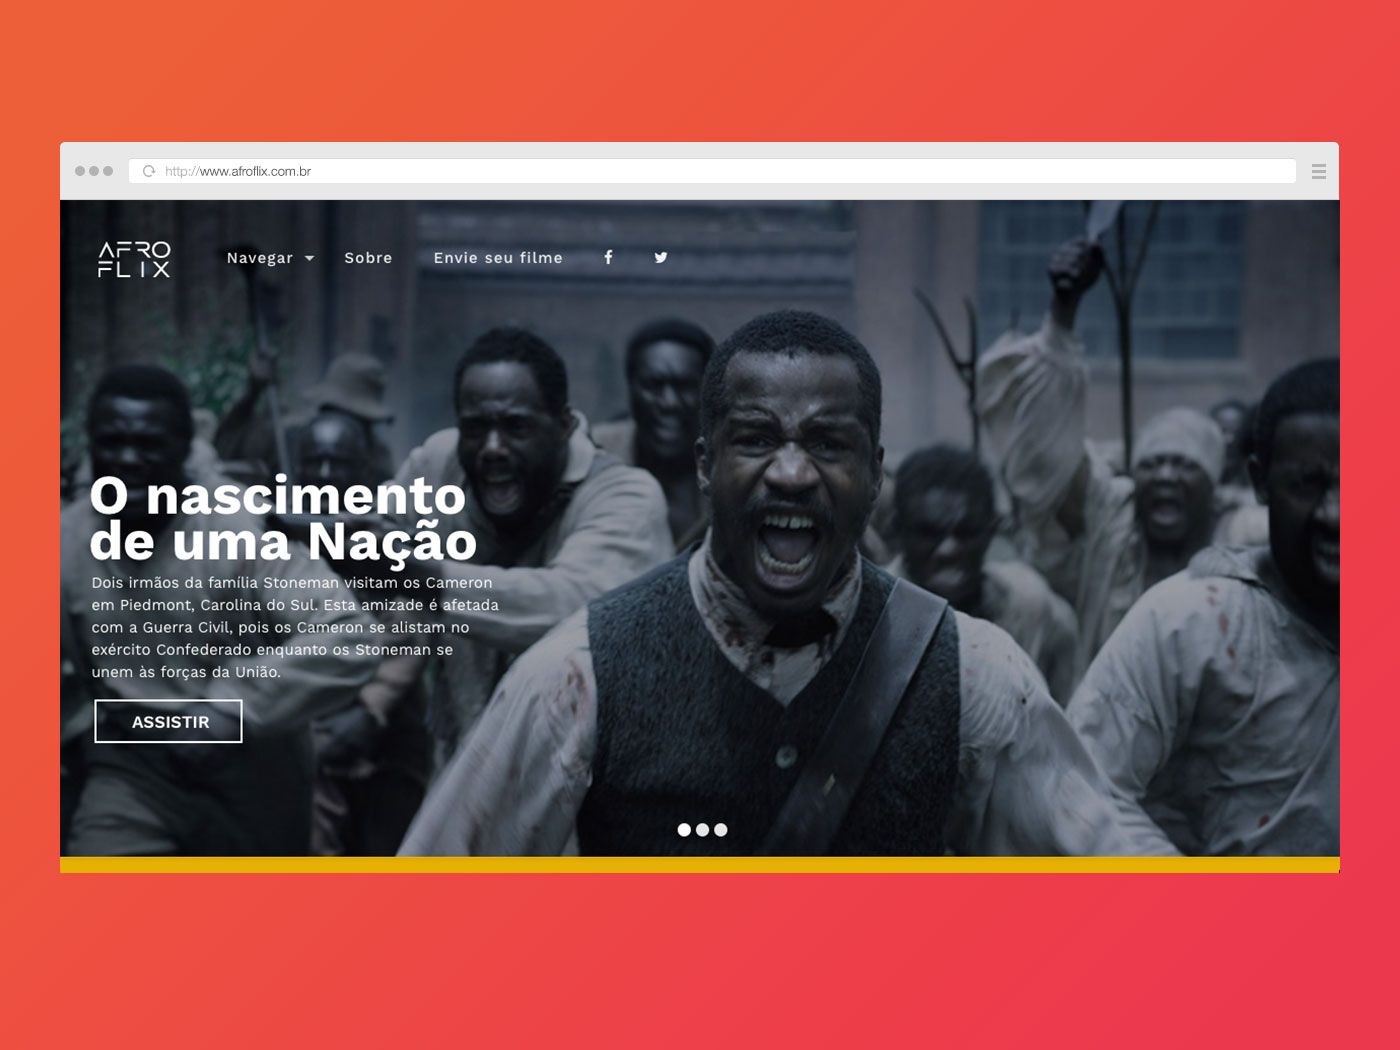 http://www.afroflix.com.br
AFRO
FLIX
Navegar
Sobre
Envie seu filme
O nascimento
de uma Nação
Dois irmãos da família Stoneman visitam os Cameron
em Piedmont, Carolina do Sul. Esta amizade é afetada
com a Guerra Civil, pois os Cameron se alistam no
exército Confederado enquanto os Stoneman se
unem às forças da União.
ASSISTIR